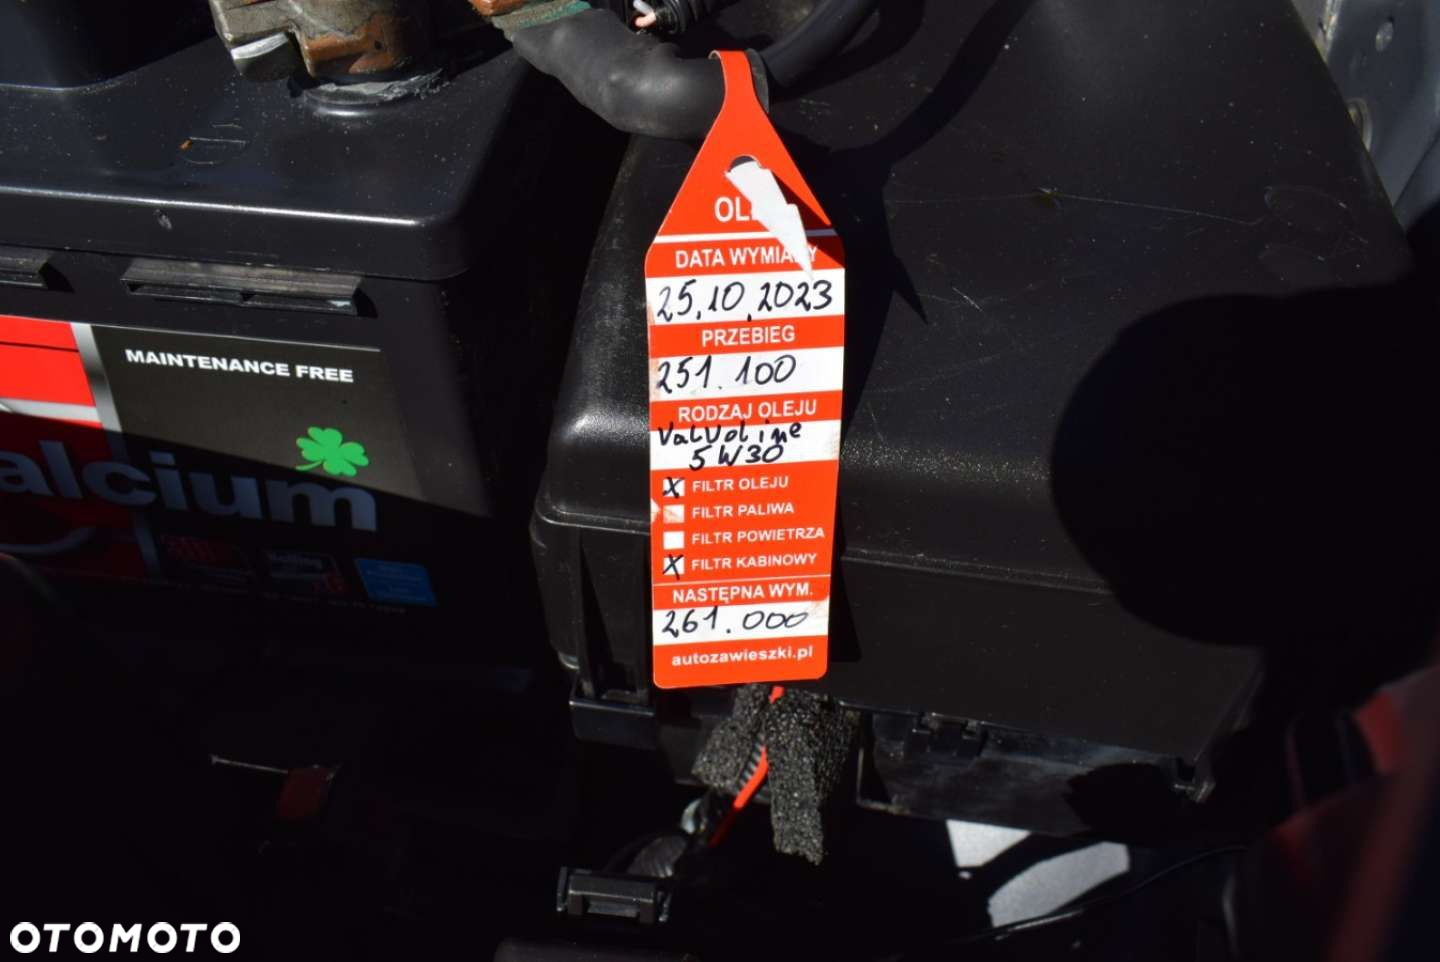 DATA WYMIANY
25.10.2023
PRZEBIEG
251.100
RODZAJ OLEJU
Valvoline
5W30
X FILTR OLEJU
FILTR PALIWA
FILTR POWIETRZA
X FILTR KABINOWY
NASTĘPNA WYM.
261.000
autozawieszki.pl
MAINTENANCE FREE
alcium
OTOMOTO